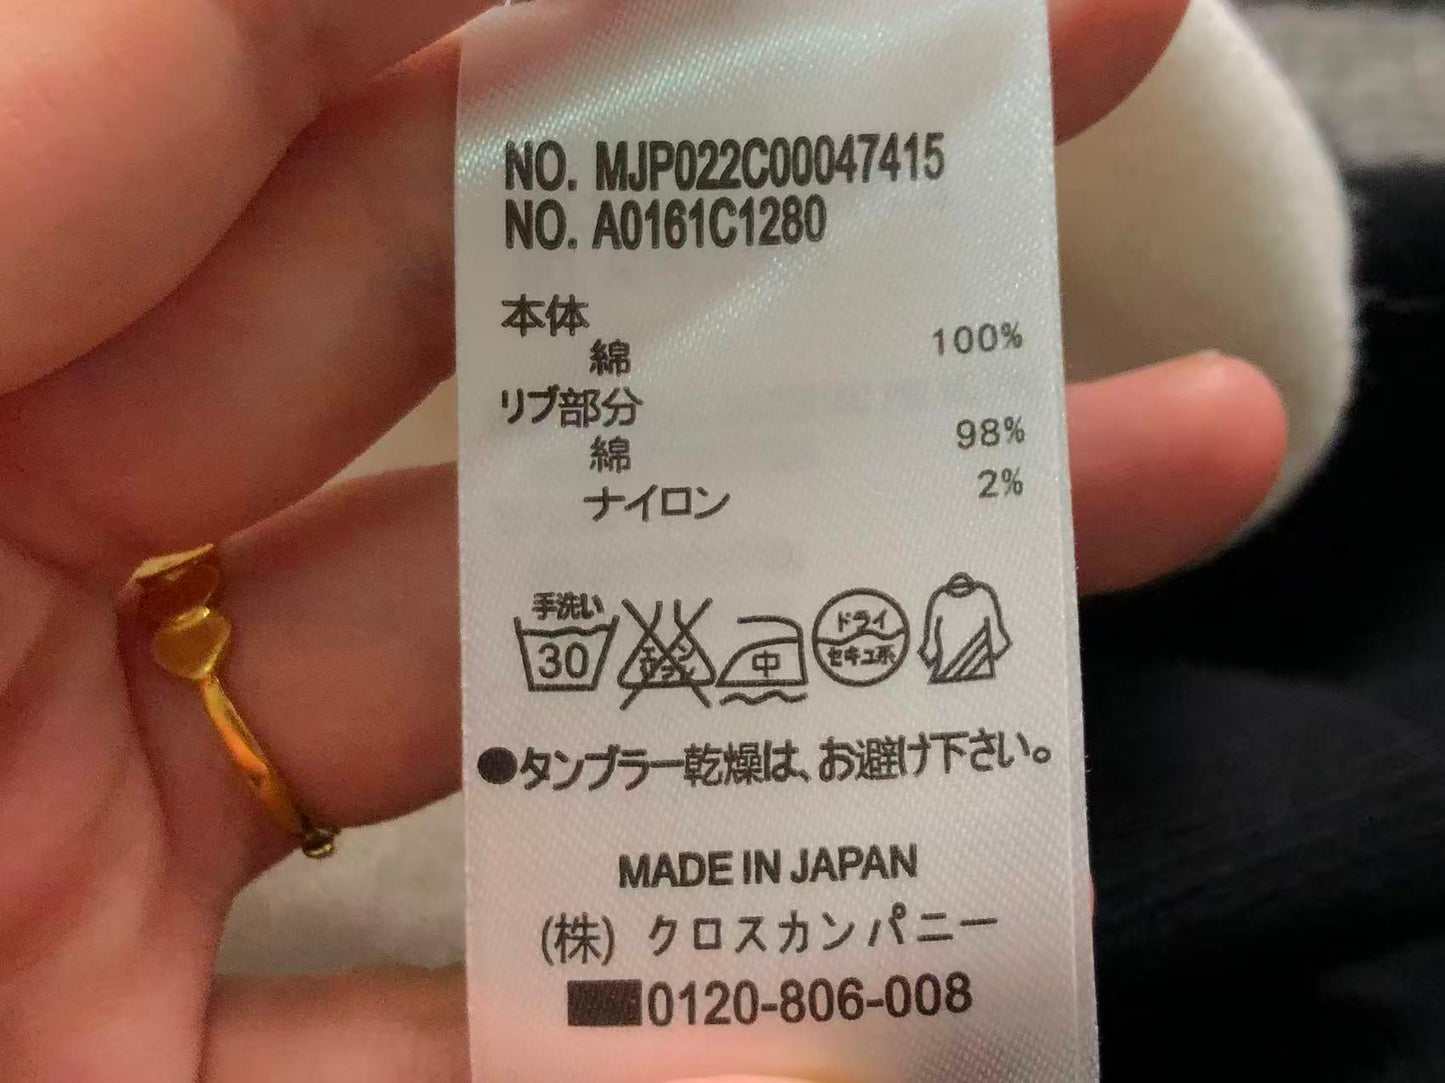 NO. MJP022C00047415
NO. A0161C1280
本体
綿 100%
リブ部分
綿 98%
ナイロン 2%
手洗い
30
エンソ
中
ドライ
セキユ系
●タンブラー乾燥は、お避け下さい。
MADE IN JAPAN
(株) クロスカンパニー
0120-806-008